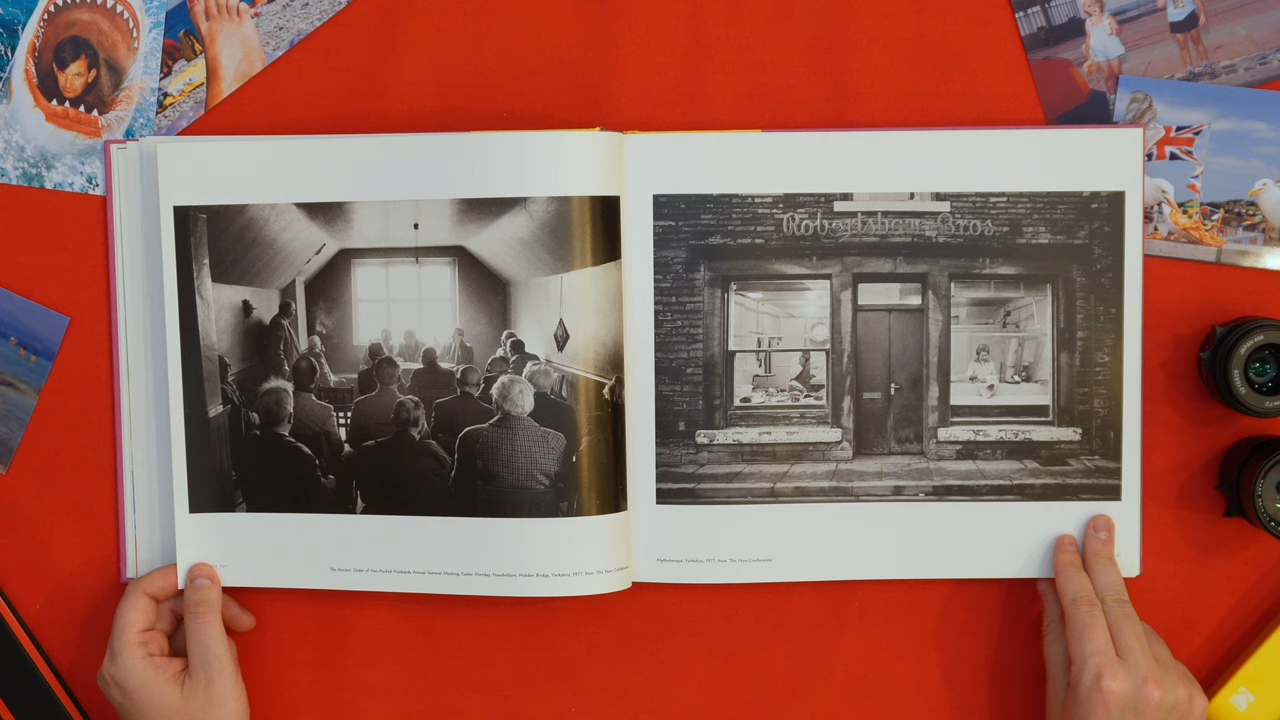 Robertshaw Bros
The Ancient Order of Hen-Pecked Husbands Annual General Meeting, Easter Monday, Nazebottom, Hebden Bridge, Yorkshire, 1977, from 'The Non-Conformists'
Mytholmroyd, Yorkshire, 1977, from 'The Non-Conformists'